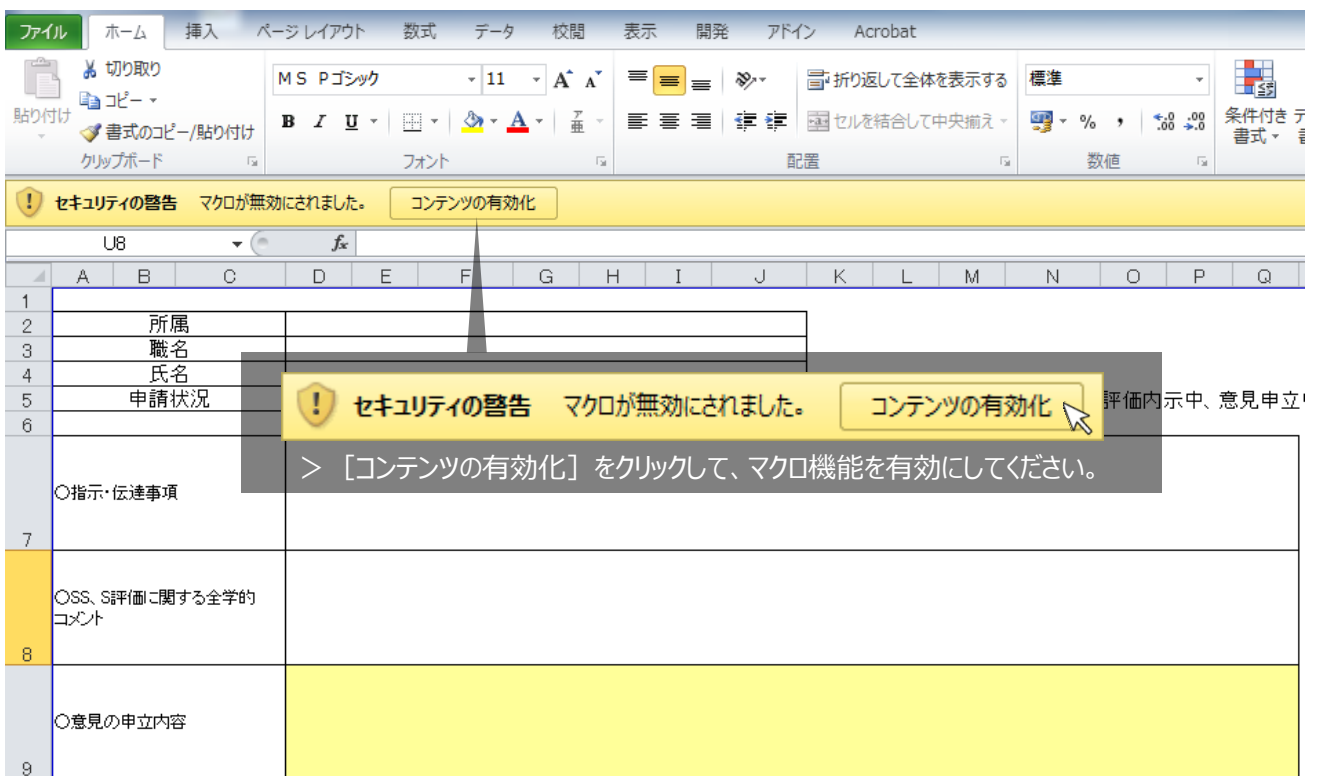 ファイル ホーム 挿入 ページ レイアウト 数式 データ 校閲 表示 開発 アドイン Acrobat
切り取り
コピー
書式のコピー/貼り付け
貼り付け
クリップボード
ＭＳ Ｐゴシック 11
B I U
フォント
折り返して全体を表示する
セルを結合して中央揃え
配置
標準
% ,
数値
条件付き
書式
セキュリティの警告 マクロが無効にされました。 コンテンツの有効化
U8 fx
A B C D E F G H I J K L M N O P Q
1
2 所属
3 職名
4 氏名
5 申請状況 評価内示中、意見申立
6
セキュリティの警告 マクロが無効にされました。 コンテンツの有効化
＞［コンテンツの有効化］をクリックして、マクロ機能を有効にしてください。
7 〇指示・伝達事項
8 〇SS、S評価に関する全学的
コメント
9 〇意見の申立内容